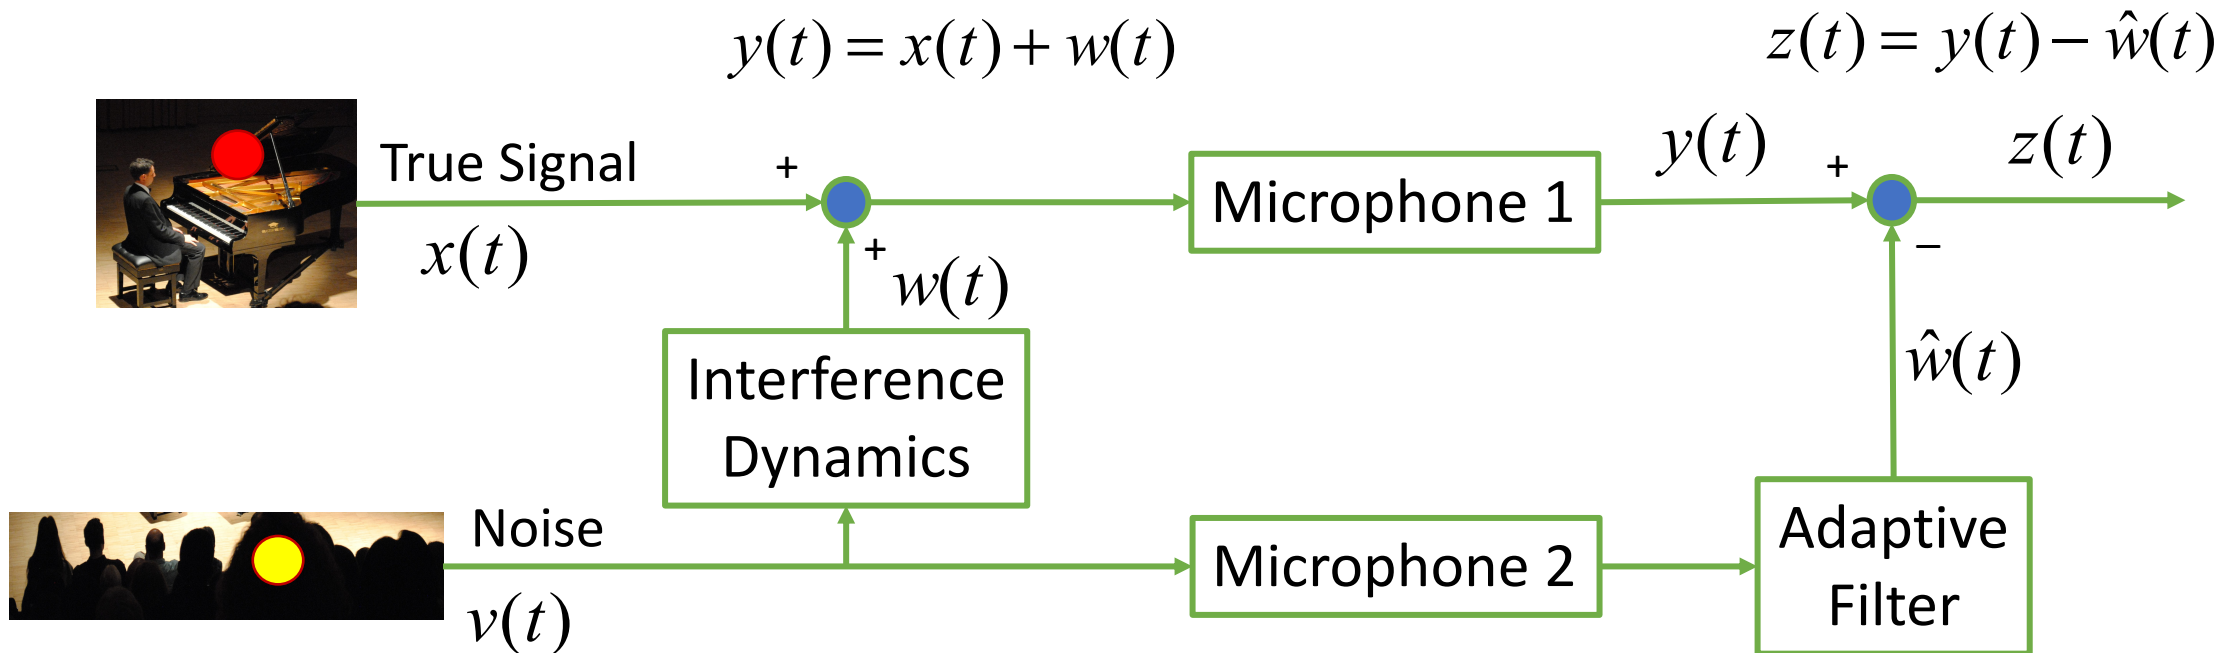 y(t) = x(t) + w(t)
z(t) = y(t) − ŵ(t)
True Signal
x(t)
+
+
w(t)
Microphone 1
y(t)
+
−
z(t)
Interference
Dynamics
ŵ(t)
Noise
v(t)
Microphone 2
Adaptive
Filter